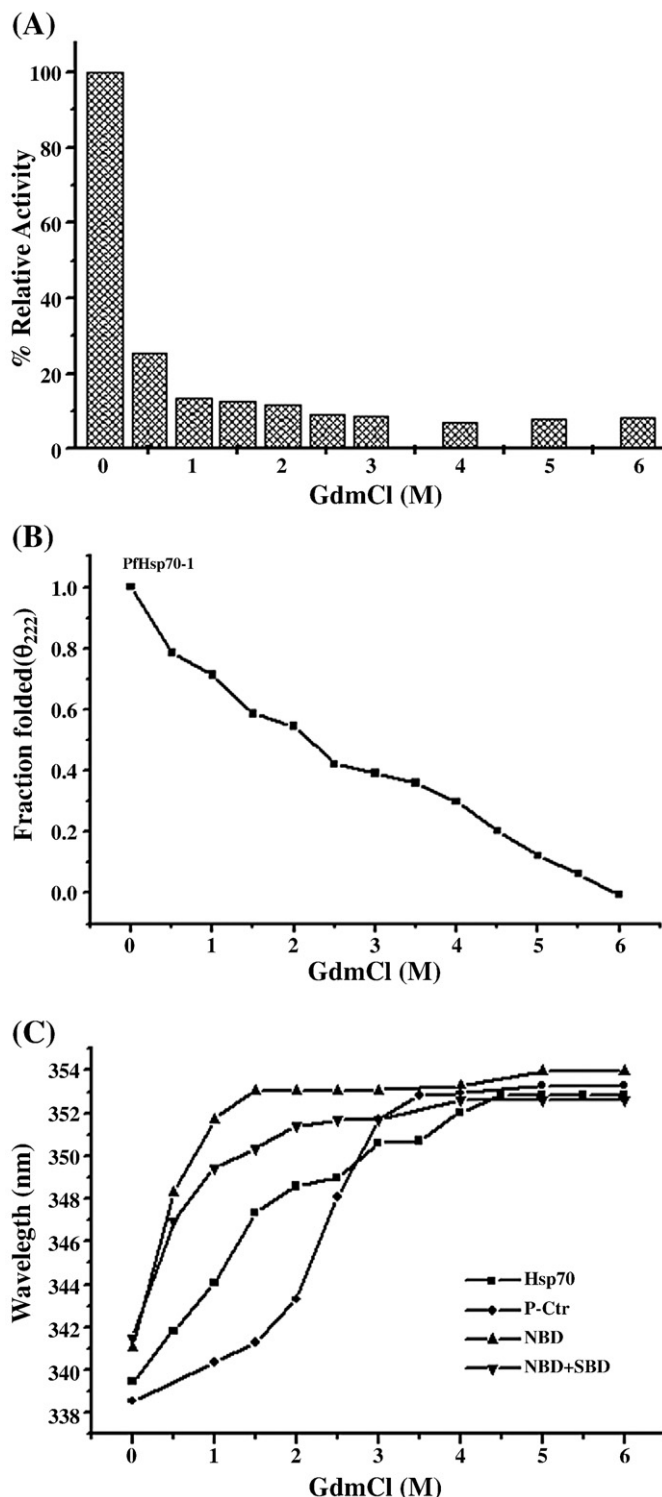 (A)
% Relative Activity
100
80
60
40
20
0
0 1 2 3 4 5 6
GdmCl (M)
(B)
PfHsp70-1
Fraction folded(θ222)
1.0
0.8
0.6
0.4
0.2
0.0
0 1 2 3 4 5 6
GdmCl (M)
(C)
Wavelegth (nm)
354
352
350
348
346
344
342
340
338
Hsp70
P-Ctr
NBD
NBD+SBD
0 1 2 3 4 5 6
GdmCl (M)